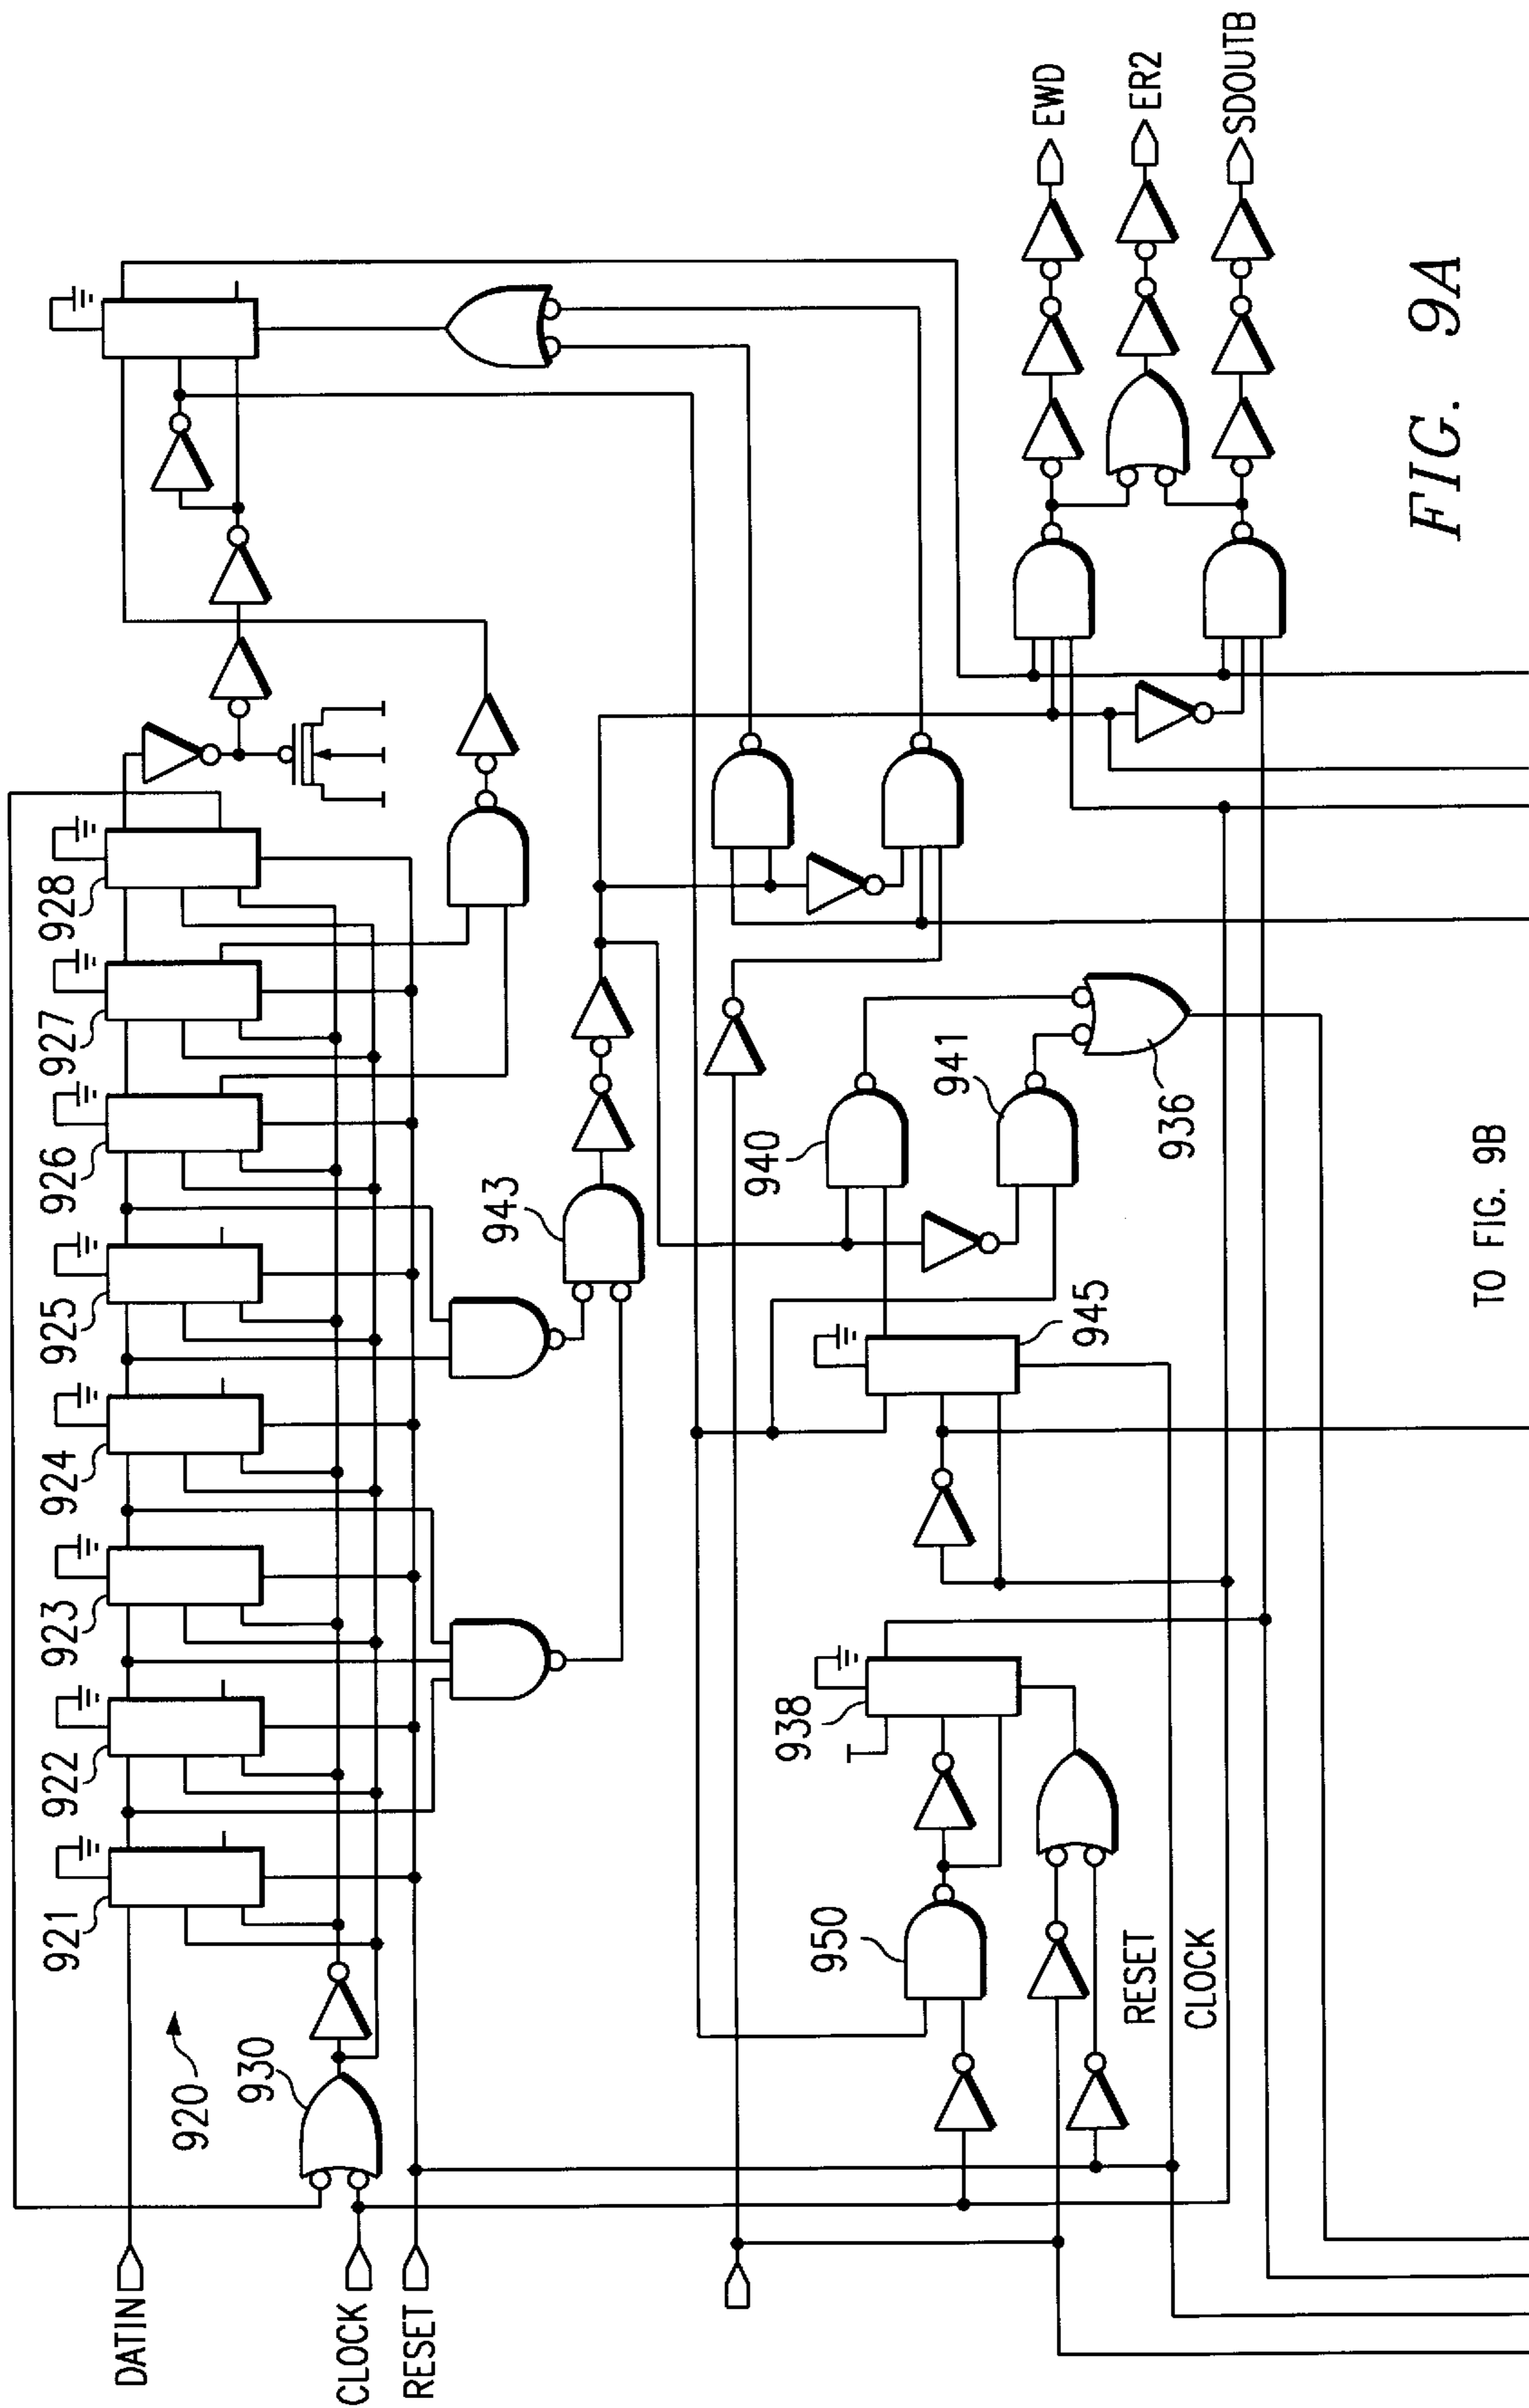 921
922
923
924
925
926
927
928
DATIN
920
930
CLOCK
RESET
943
EWD
ER2
SDOUTB
940
941
936
945
938
950
RESET
CLOCK
TO FIG. 9B
FIG. 9A